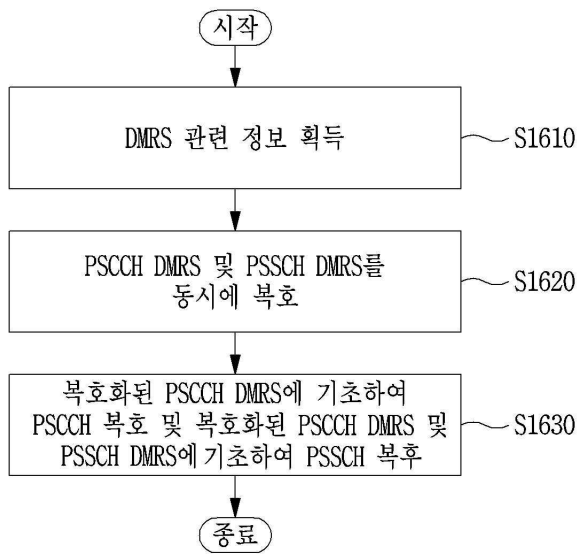 시작
DMRS 관련 정보 획득
S1610
PSCCH DMRS 및 PSSCH DMRS를
동시에 복호
S1620
복호화된 PSCCH DMRS에 기초하여
PSCCH 복호 및 복호화된 PSCCH DMRS 및
PSSCH DMRS에 기초하여 PSSCH 복후
S1630
종료